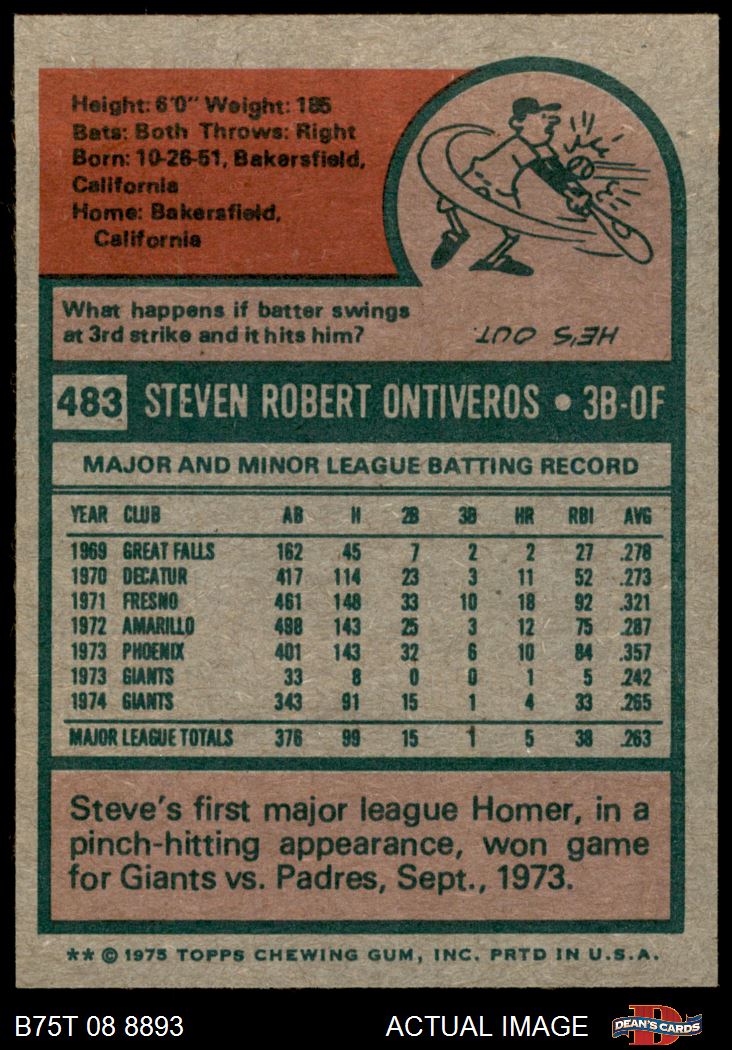 Height: 6'0" Weight: 185
Bats: Both Throws: Right
Born: 10-26-51, Bakersfield,
California
Home: Bakersfield,
California
What happens if batter swings
at 3rd strike and it hits him?
HE'S OUT.
483 STEVEN ROBERT ONTIVEROS • 3B-OF
MAJOR AND MINOR LEAGUE BATTING RECORD
YEAR CLUB AB H 2B 3B HR RBI AVG
1969 GREAT FALLS 162 45 7 2 2 27 .278
1970 DECATUR 417 114 23 3 11 52 .273
1971 FRESNO 461 148 33 10 18 92 .321
1972 AMARILLO 498 143 25 3 12 75 .287
1973 PHOENIX 401 143 32 6 10 84 .357
1973 GIANTS 33 8 0 0 1 5 .242
1974 GIANTS 343 91 15 1 4 33 .265
MAJOR LEAGUE TOTALS 376 99 15 1 5 38 .263
Steve's first major league Homer, in a
pinch-hitting appearance, won game
for Giants vs. Padres, Sept., 1973.
** © 1975 TOPPS CHEWING GUM, INC. PRTD IN U.S.A.
B75T 08 8893 ACTUAL IMAGE D DEAN'S CARDS